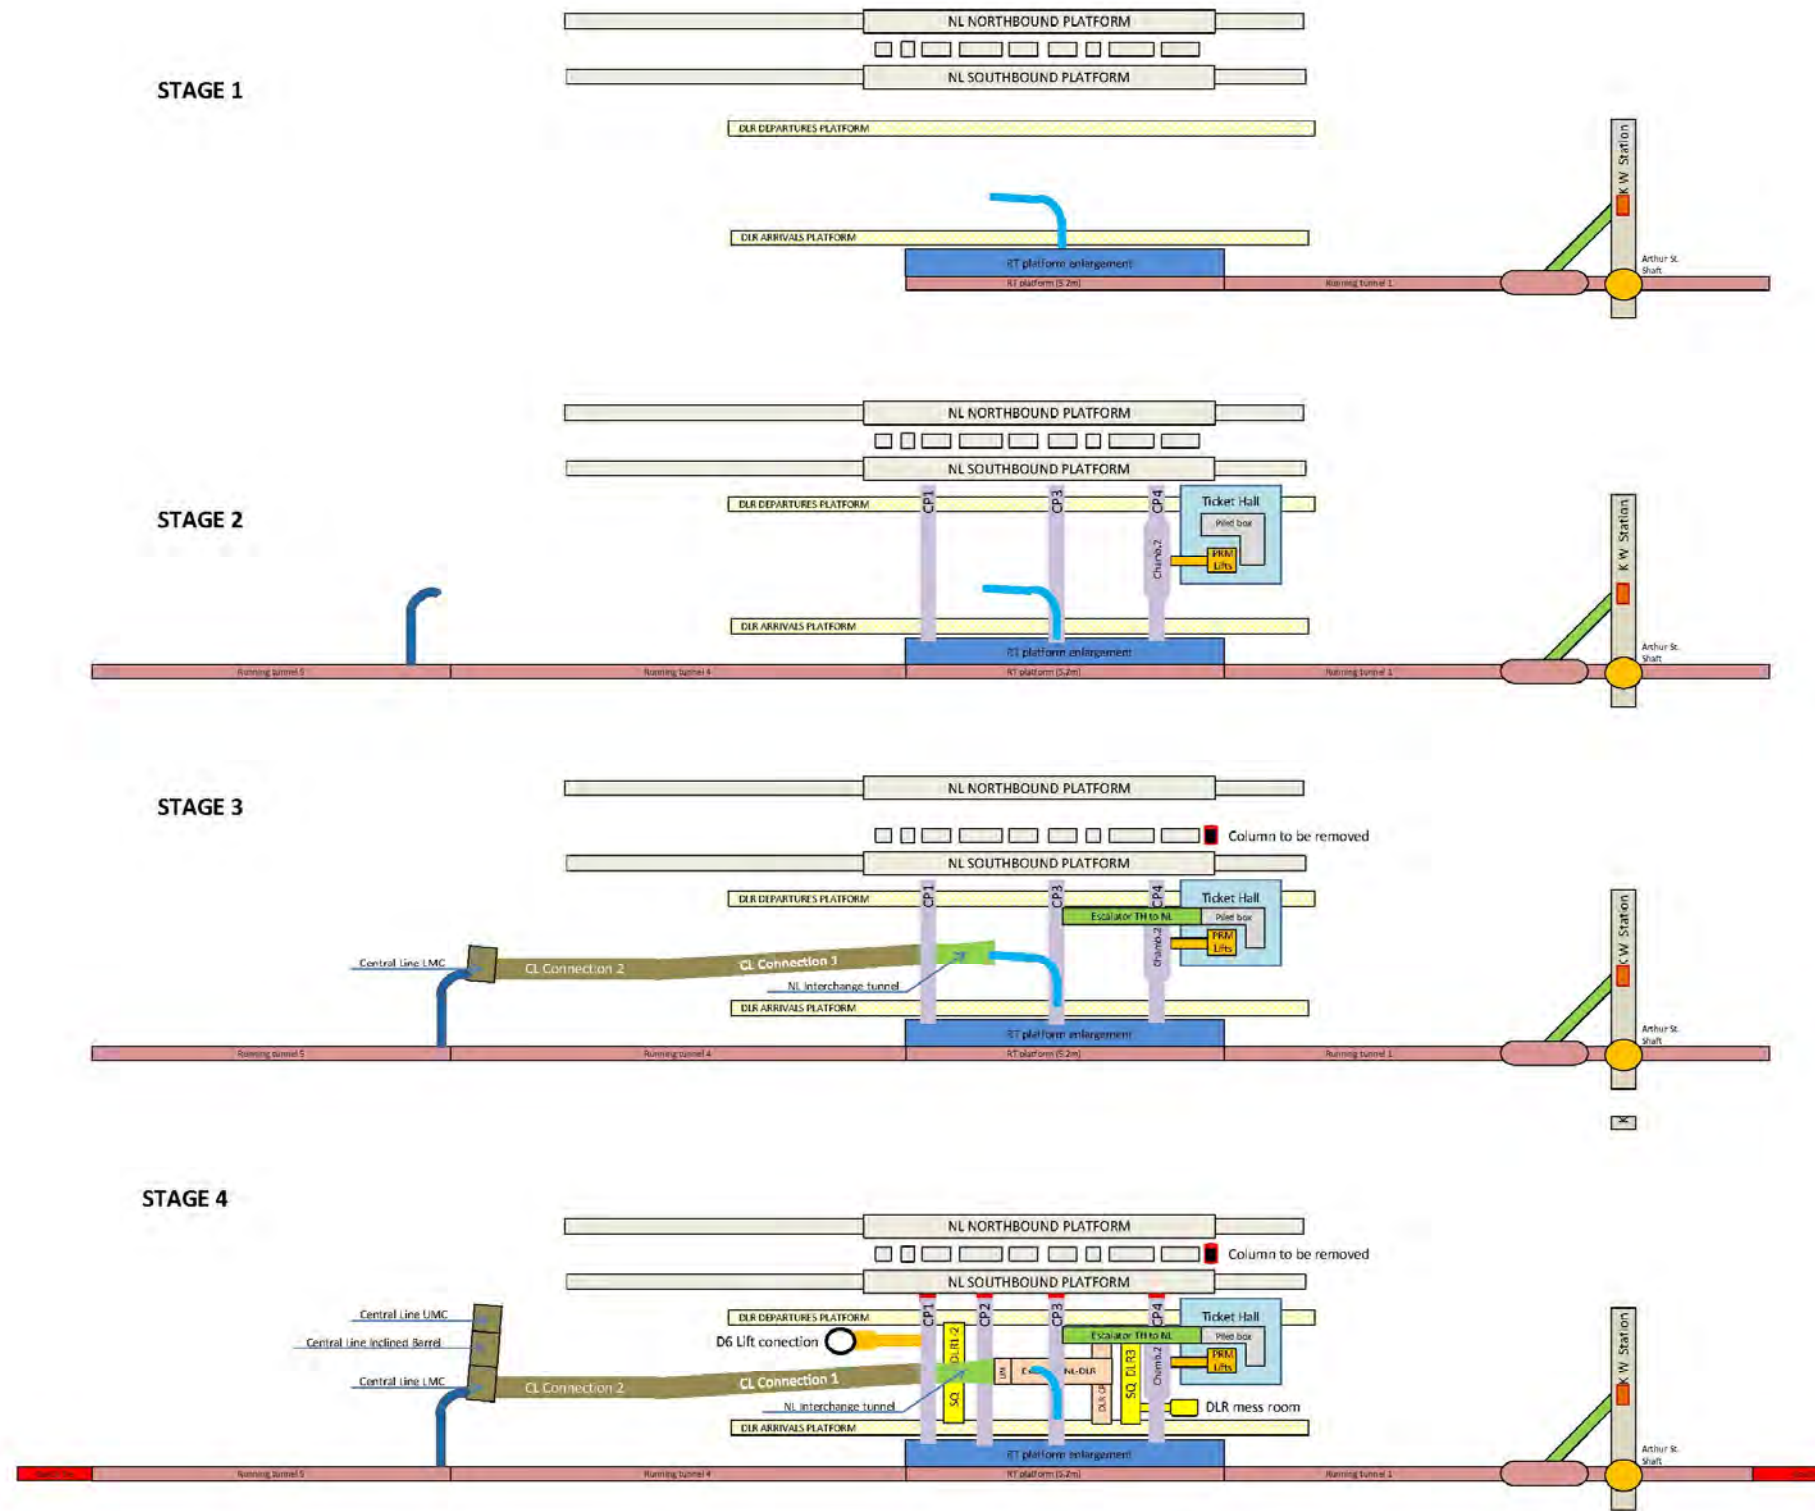 STAGE 1
NL NORTHBOUND PLATFORM
NL SOUTHBOUND PLATFORM
DLR DEPARTURES PLATFORM
DLR ARRIVALS PLATFORM
RT platform enlargement
RT platform (5.2m)
Running tunnel 1
K W Station
Arthur St.
Shaft
STAGE 2
NL NORTHBOUND PLATFORM
NL SOUTHBOUND PLATFORM
DLR DEPARTURES PLATFORM
CP1
CP3
CP4
Ticket Hall
Piled box
PRM
Lifts
Chamb.2
DLR ARRIVALS PLATFORM
RT platform enlargement
Running tunnel 5
Running tunnel 4
RT platform (5.2m)
Running tunnel 1
K W Station
Arthur St.
Shaft
STAGE 3
NL NORTHBOUND PLATFORM
Column to be removed
NL SOUTHBOUND PLATFORM
DLR DEPARTURES PLATFORM
CP1
CP3
CP4
Ticket Hall
Escalator TH to NL
Piled box
PRM
Lifts
Chamb.2
Central Line LMC
CL Connection 2
CL Connection 1
NL Interchange tunnel
DLR ARRIVALS PLATFORM
RT platform enlargement
Running tunnel 5
Running tunnel 4
RT platform (5.2m)
Running tunnel 1
K W Station
Arthur St.
Shaft
K
STAGE 4
NL NORTHBOUND PLATFORM
Column to be removed
NL SOUTHBOUND PLATFORM
Central Line UMC
Central Line Inclined Barrel
Central Line LMC
DLR DEPARTURES PLATFORM
CP1
CP2
CP3
CP4
Ticket Hall
D6 Lift conection
Escalator TH to NL
Piled box
PRM
Lifts
Chamb.2
SQ DLR1-2
SQ DLR3
NL-DLR
CL Connection 2
CL Connection 1
NL Interchange tunnel
DLR mess room
DLR ARRIVALS PLATFORM
RT platform enlargement
Running tunnel 5
Running tunnel 4
RT platform (5.2m)
Running tunnel 1
K W Station
Arthur St.
Shaft